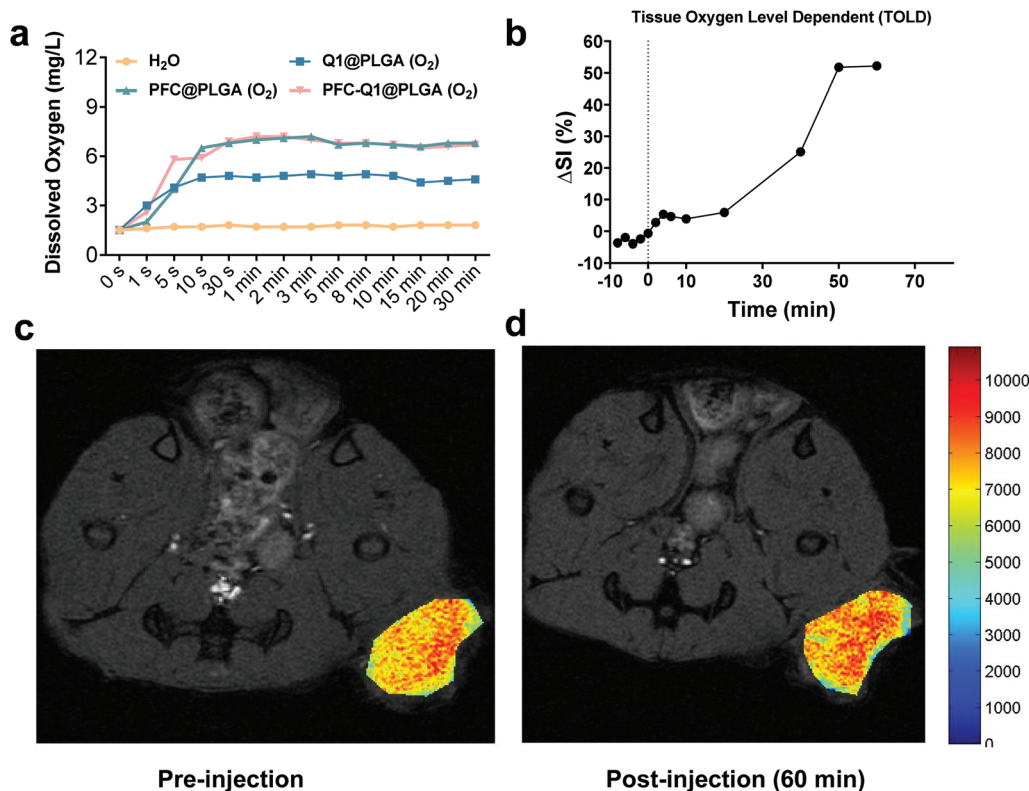 a
H₂O
Q1@PLGA (O₂)
PFC@PLGA (O₂)
PFC-Q1@PLGA (O₂)
Dissolved Oxygen (mg/L)
12
9
6
3
0
0 s
1 s
5 s
10 s
30 s
1 min
2 min
3 min
5 min
8 min
10 min
15 min
20 min
30 min
b
Tissue Oxygen Level Dependent (TOLD)
ΔSI (%)
60
50
40
30
20
10
0
-10
-10
0
10
30
50
70
Time (min)
c
d
10000
9000
8000
7000
6000
5000
4000
3000
2000
1000
0
Pre-injection
Post-injection (60 min)